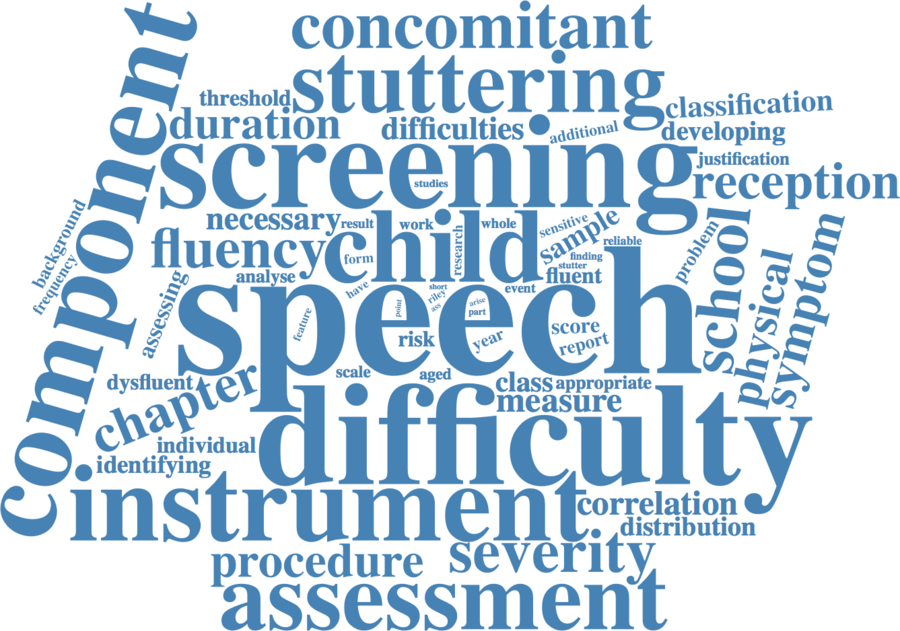 concomitant
stuttering
component
threshold
classification
duration
difficulties
additional
developing
screening
justification
studies
reception
necessary
result
work
whole
sensitive
sample
background
frequency
fluency
child
form
research
reliable
problem
school
finding
stutter
fluent
analyse
assessing
have
short
riley
ass
event
arise
part
point
speech
feature
risk
year
score
report
physical
symptom
scale
aged
dysfluent
class
appropriate
chapter
measure
difficulty
individual
identifying
instrument
correlation
distribution
procedure
severity
assessment